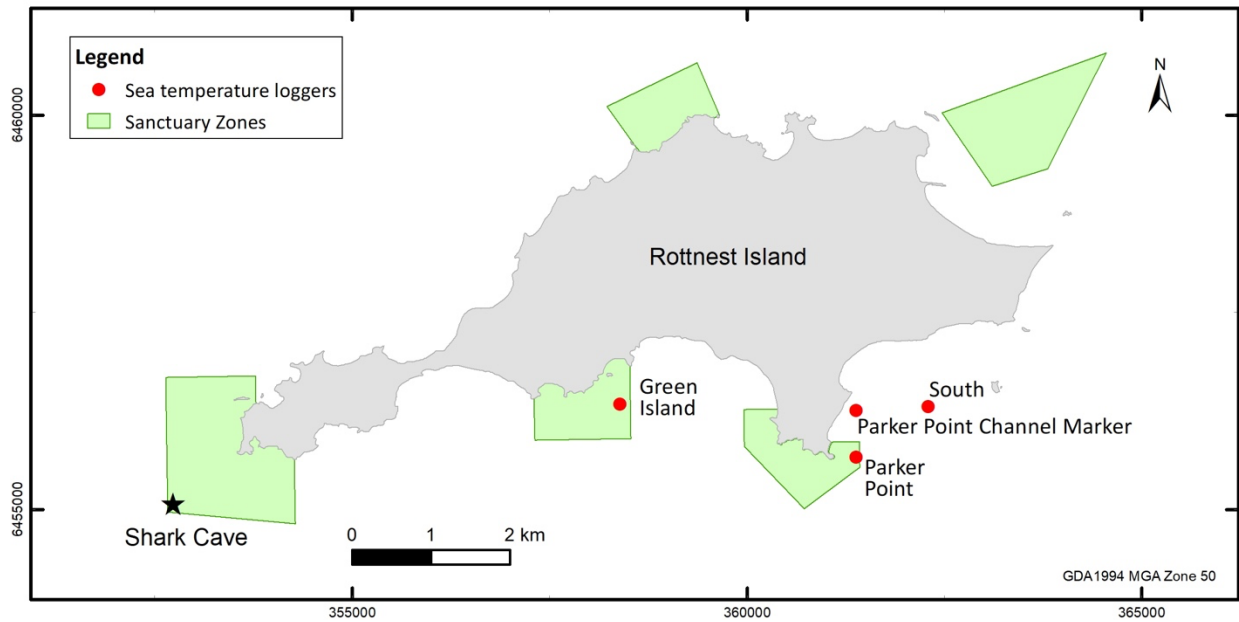 Legend
Sea temperature loggers
Sanctuary Zones
N
6460000
Rottnest Island
Green
Island
South
Parker Point Channel Marker
Parker
Point
6455000
Shark Cave
0 1 2 km
GDA1994 MGA Zone 50
355000 360000 365000